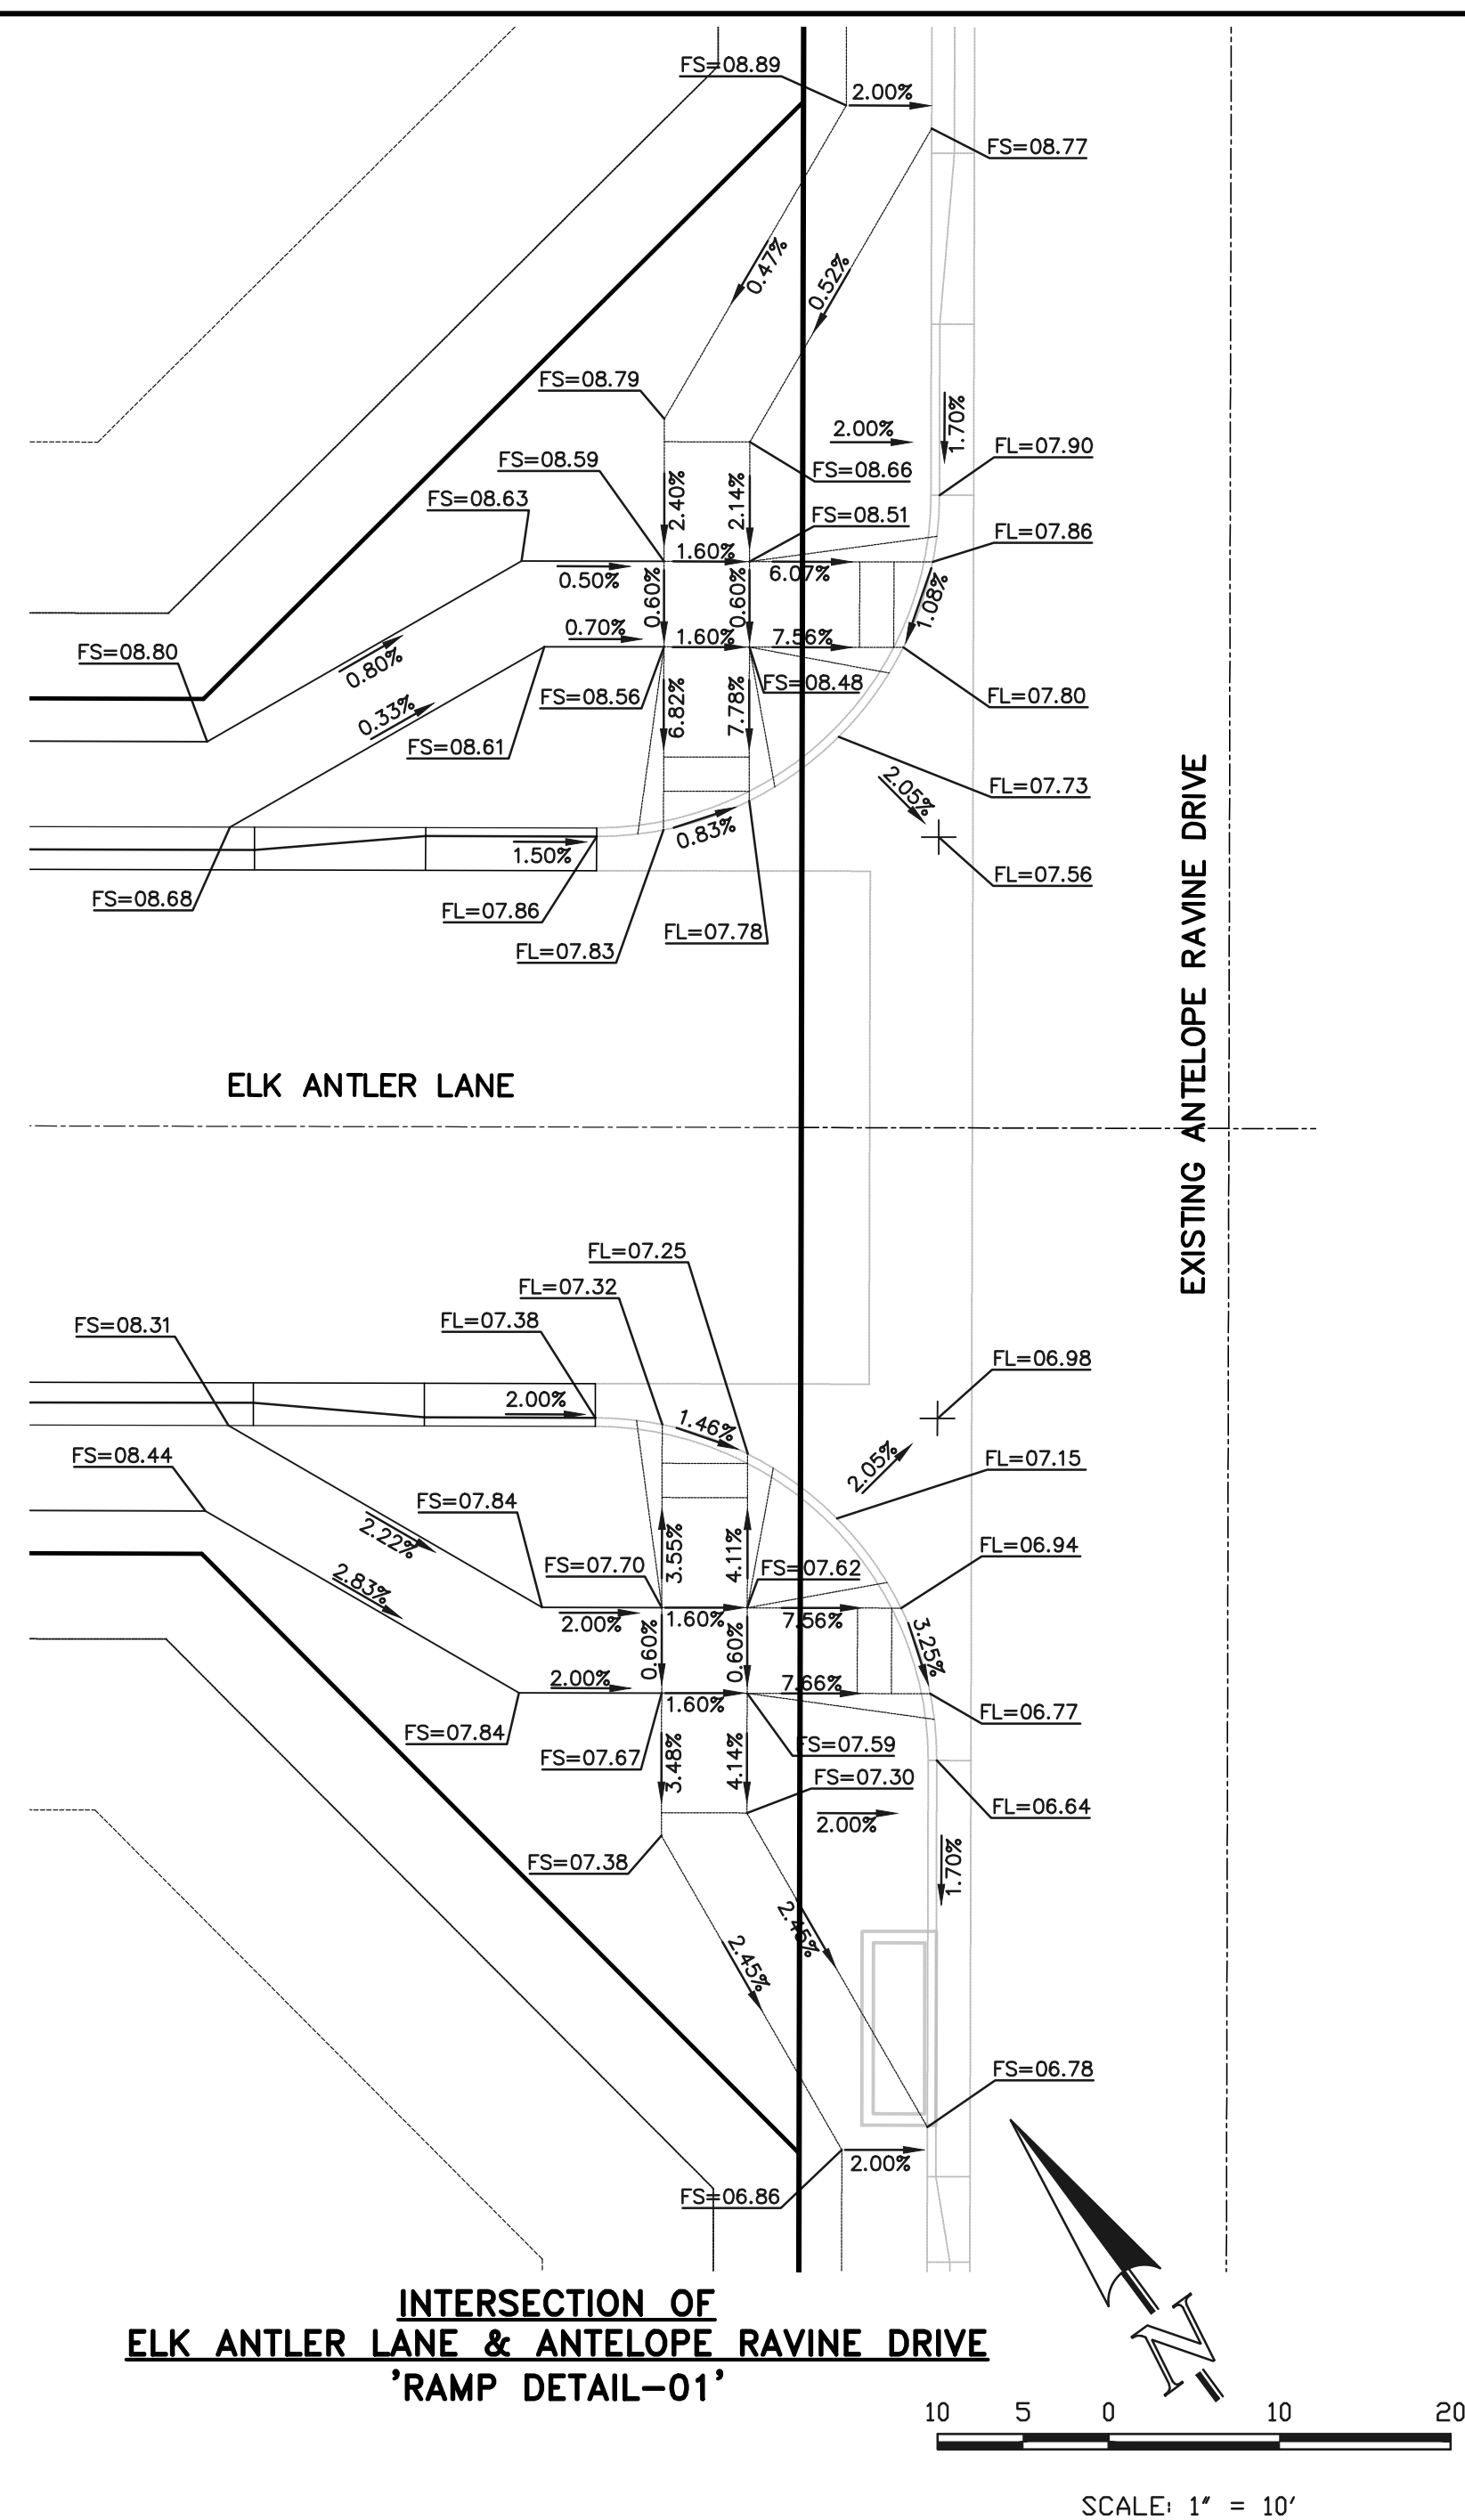 FS=08.89
2.00%
FS=08.77
0.47%
0.52%
FS=08.79
1.70%
2.00%
FL=07.90
FS=08.59
FS=08.66
FS=08.63
2.40%
2.14%
FS=08.51
FL=07.86
1.60%
0.50%
6.07%
0.60%
0.60%
1.08%
0.70%
1.60%
7.56%
FS=08.80
0.80%
FS=08.56
FS=08.48
FL=07.80
0.33%
6.82%
7.78%
FS=08.61
FL=07.73
2.05%
0.83%
1.50%
FL=07.56
FS=08.68
FL=07.86
FL=07.78
FL=07.83
EXISTING ANTELOPE RAVINE DRIVE
ELK ANTLER LANE
FL=07.25
FL=07.32
FS=08.31
FL=07.38
FL=06.98
2.00%
1.46%
FS=08.44
2.05%
FL=07.15
FS=07.84
2.22%
3.55%
4.11%
FL=06.94
FS=07.70
FS=07.62
2.83%
2.00%
1.60%
7.56%
0.60%
0.60%
3.25%
2.00%
7.66%
1.60%
FL=06.77
FS=07.84
FS=07.67
FS=07.59
3.48%
4.14%
FS=07.30
FL=06.64
2.00%
FS=07.38
1.70%
2.45%
2.45%
FS=06.78
2.00%
FS=06.86
N
INTERSECTION OF
ELK ANTLER LANE & ANTELOPE RAVINE DRIVE
'RAMP DETAIL-01'
10 5 0 10 20
SCALE: 1" = 10'